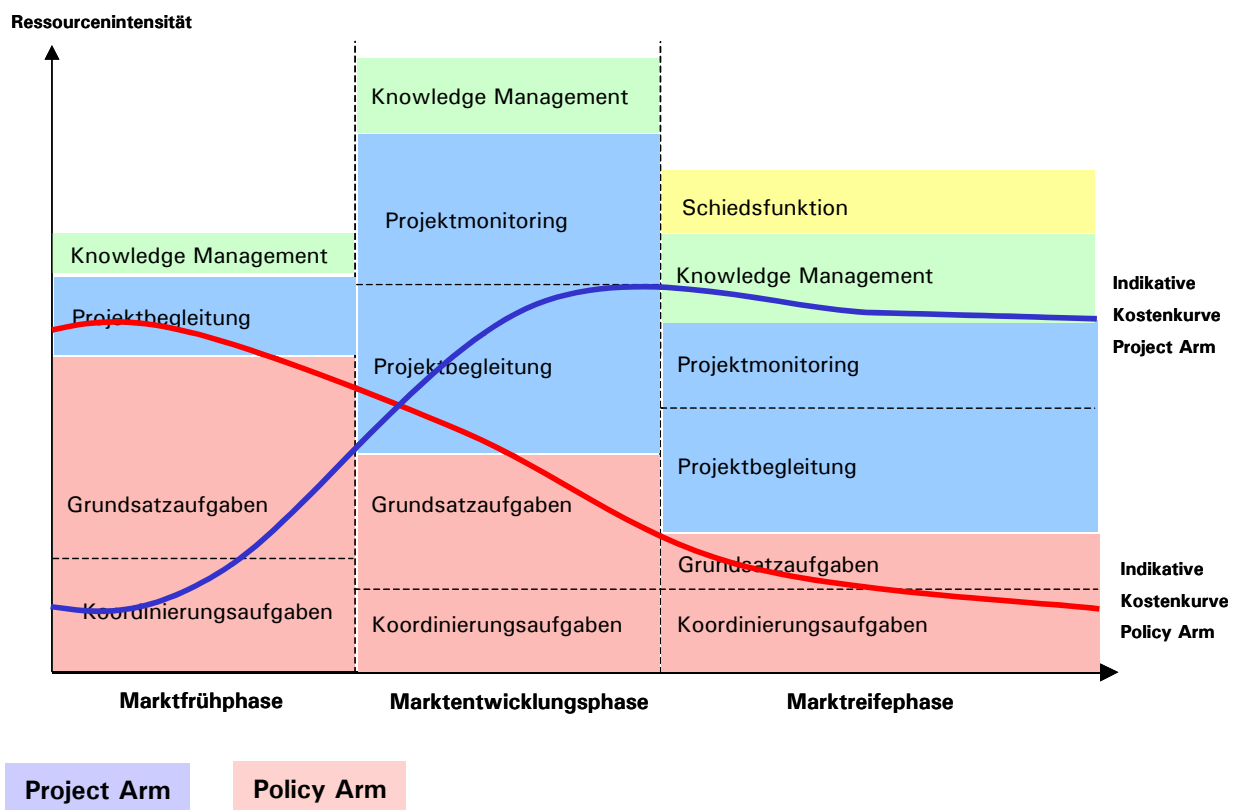 Ressourcenintensität
Knowledge Management
Projektbegleitung
Grundsatzaufgaben
Koordinierungsaufgaben
Knowledge Management
Projektmonitoring
Projektbegleitung
Grundsatzaufgaben
Koordinierungsaufgaben
Schiedsfunktion
Knowledge Management
Projektmonitoring
Projektbegleitung
Grundsatzaufgaben
Koordinierungsaufgaben
Indikative
Kostenkurve
Project Arm
Indikative
Kostenkurve
Policy Arm
Marktfrühphase
Marktentwicklungsphase
Marktreifephase
Project Arm
Policy Arm